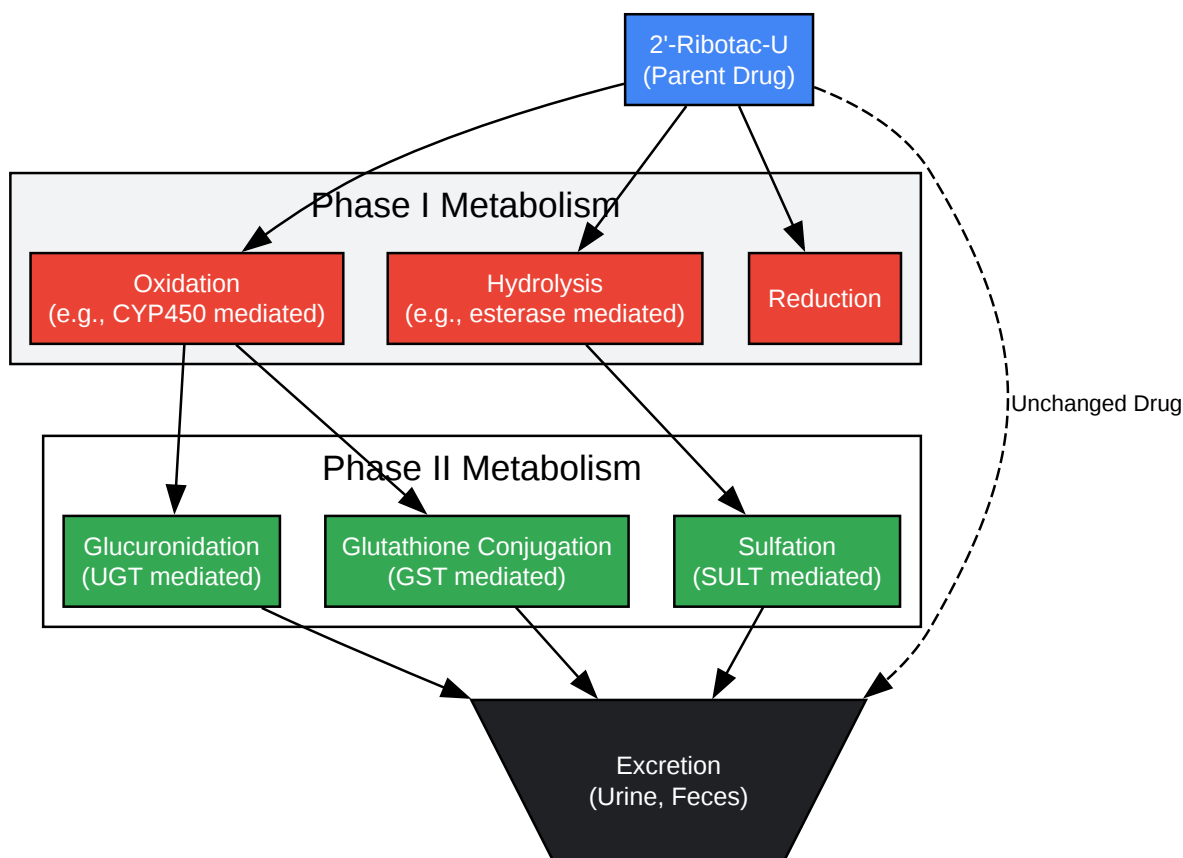 2'-Ribotac-U
(Parent Drug)
Phase I Metabolism
Oxidation
(e.g., CYP450 mediated)
Hydrolysis
(e.g., esterase mediated)
Reduction
Unchanged Drug
Phase II Metabolism
Glucuronidation
(UGT mediated)
Glutathione Conjugation
(GST mediated)
Sulfation
(SULT mediated)
Excretion
(Urine, Feces)